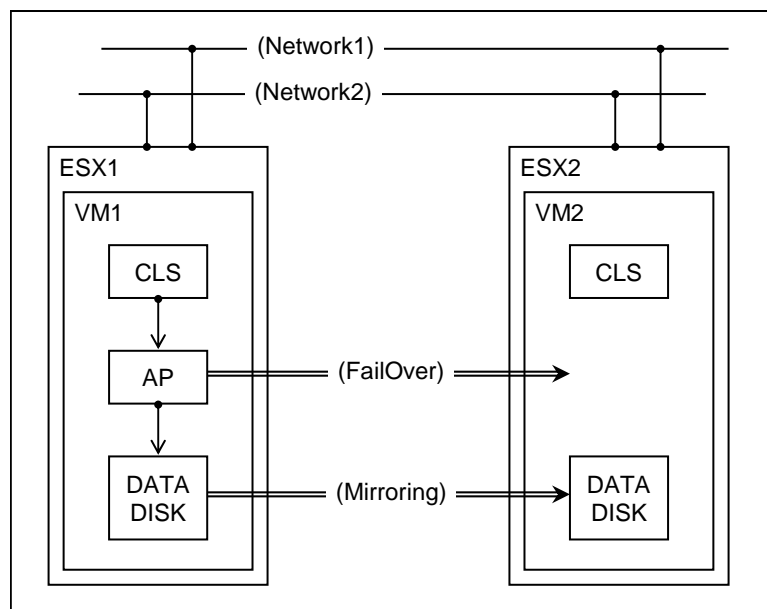 (Network1)
(Network2)
ESX1
ESX2
VM1
VM2
CLS
CLS
AP
(FailOver)
DATA
DISK
(Mirroring)
DATA
DISK